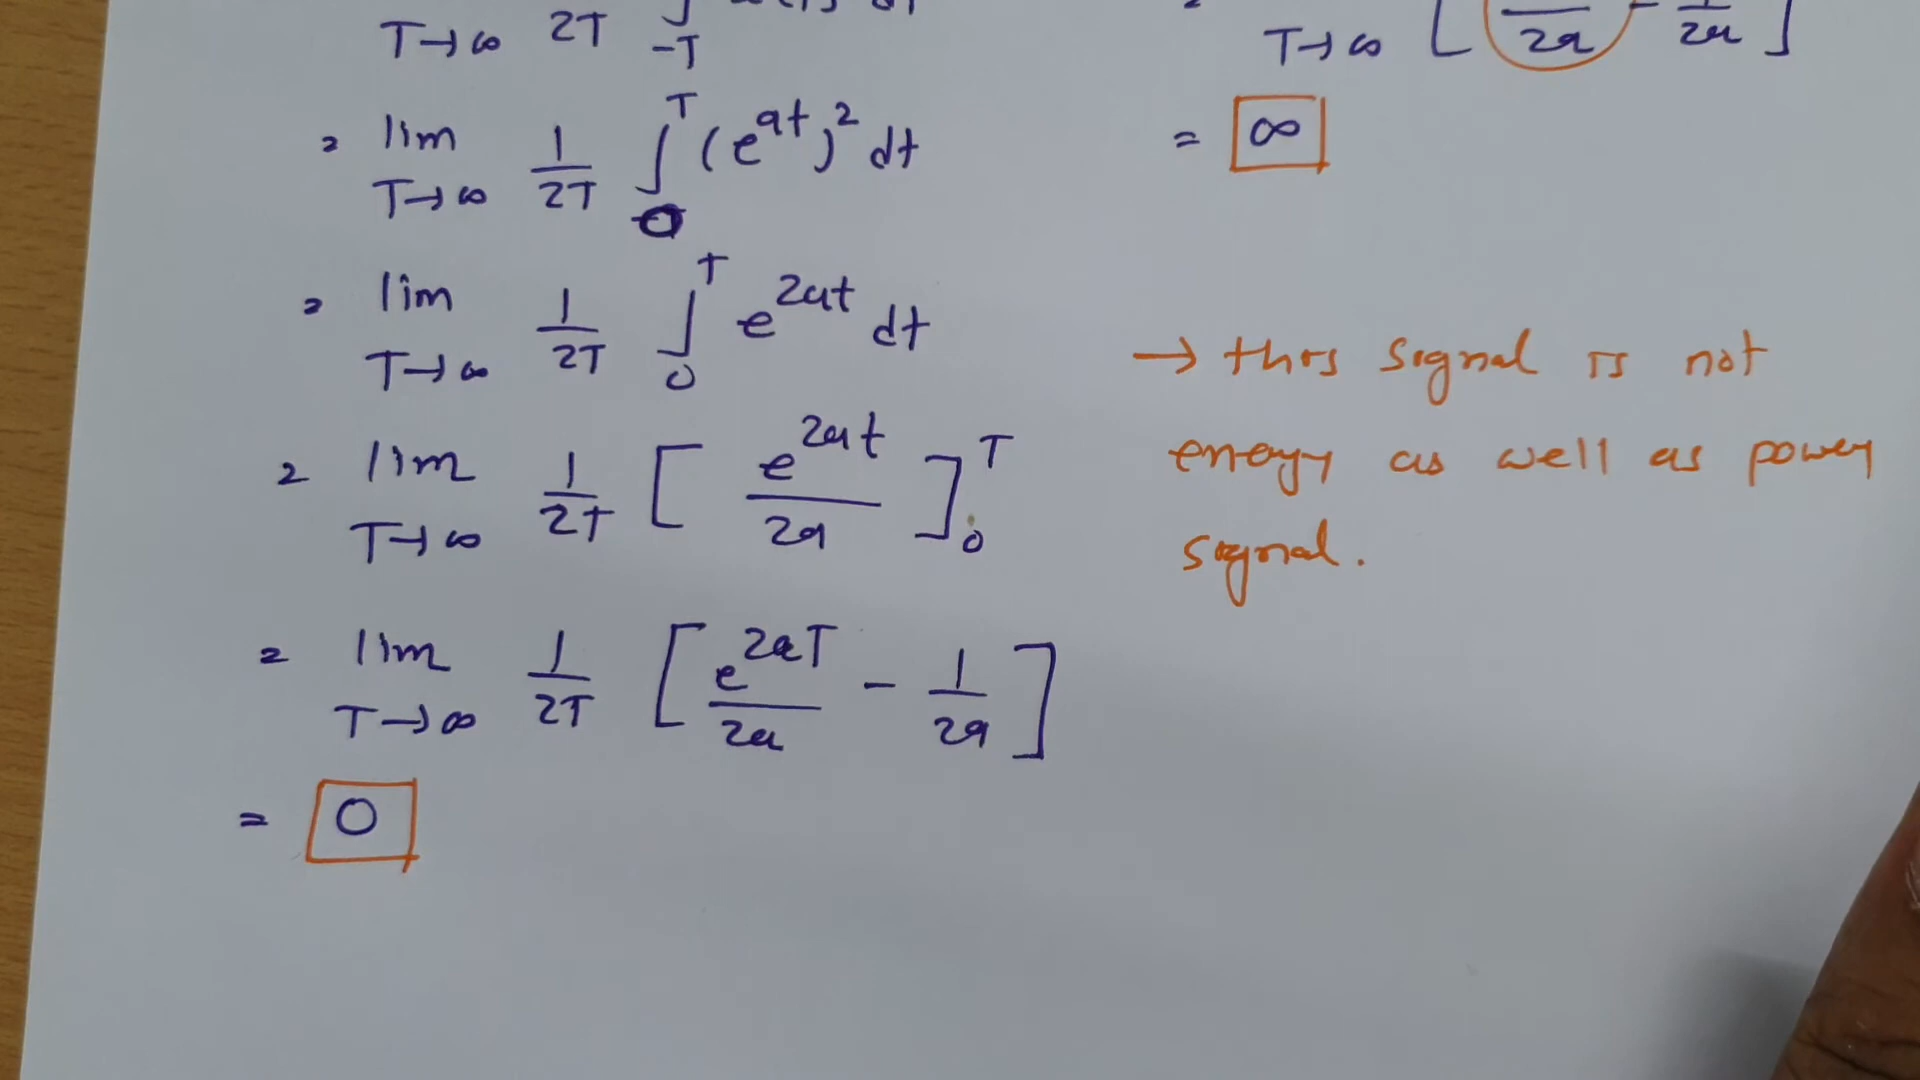 T→∞ 2T -T
= lim T→∞ 1/2T ∫₀ᵀ (e^at)² dt
= lim T→∞ 1/2T ∫₀ᵀ e^2at dt
= lim T→∞ 1/2T [ e^2at / 2a ]₀ᵀ
= lim T→∞ 1/2T [ e^2aT / 2a - 1/2a ]
= 0
T→∞ [ 2a - 1/2a ]
= ∞
→ this signal is not
energy as well as power
signal.